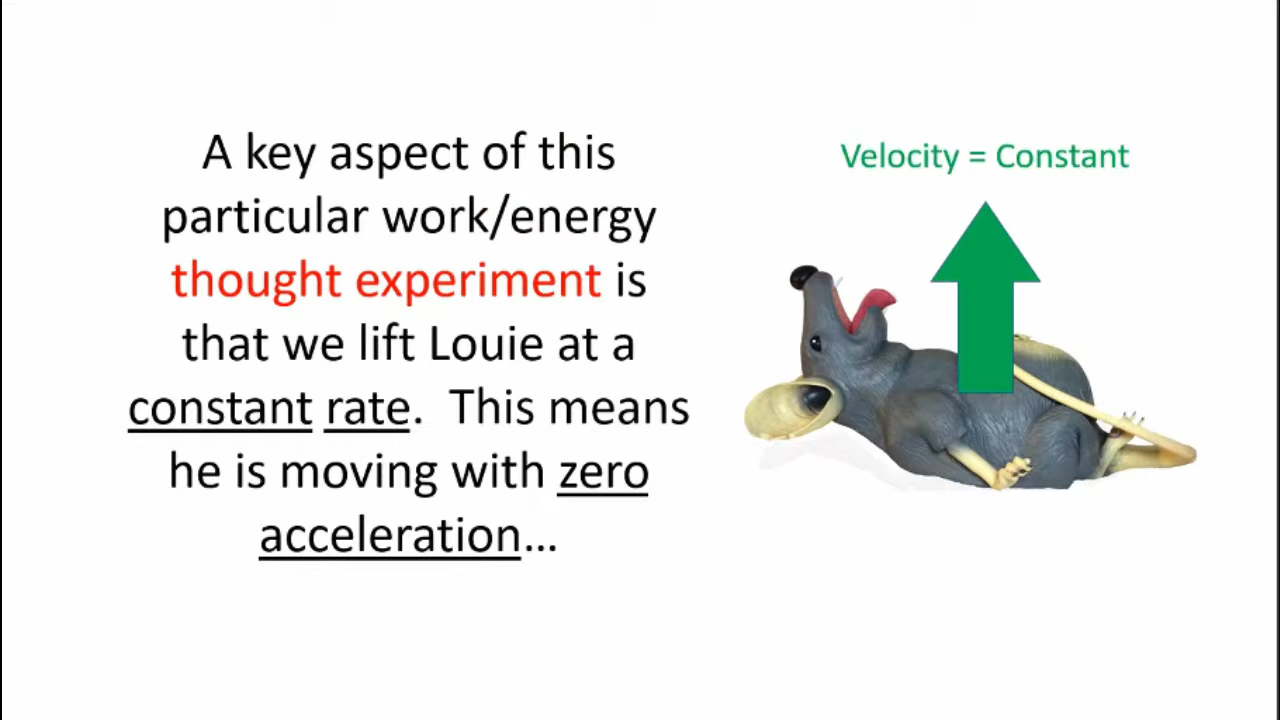 A key aspect of this
particular work/energy
thought experiment is
that we lift Louie at a
constant rate.  This means
he is moving with zero
acceleration...
Velocity = Constant